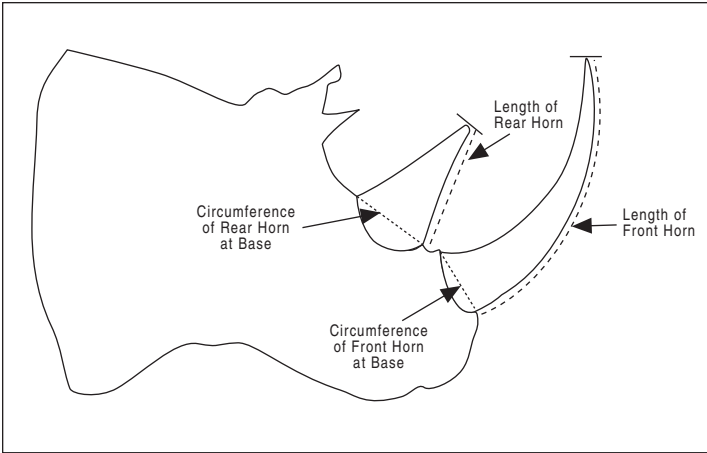 Length of
Rear Horn
Circumference
of Rear Horn
at Base
Length of
Front Horn
Circumference
of Front Horn
at Base